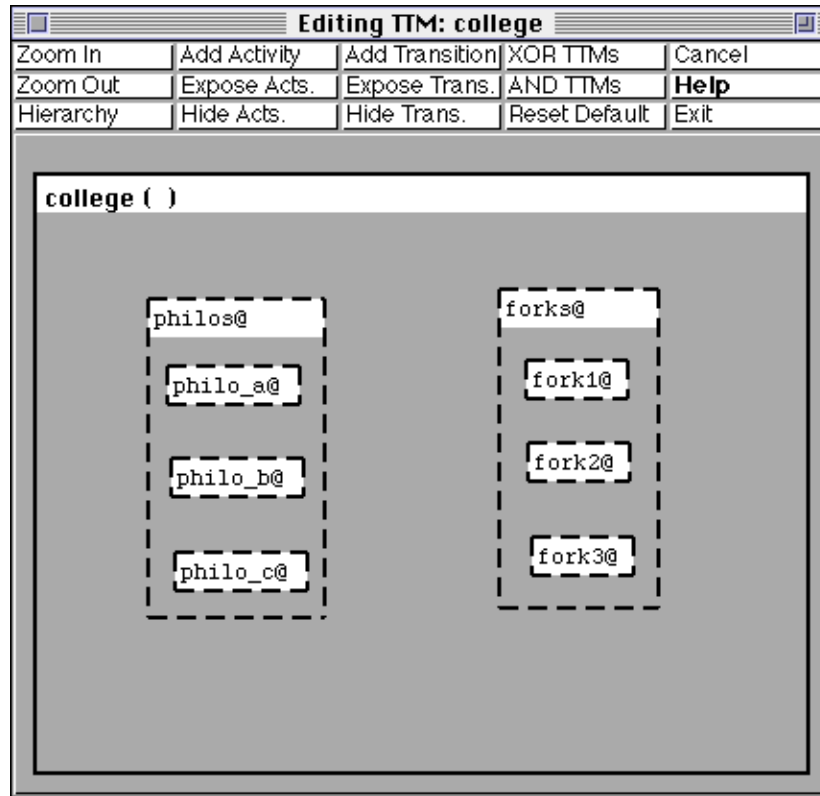 Editing TTM: college
Zoom In Add Activity Add Transition XOR TTMs Cancel
Zoom Out Expose Acts. Expose Trans. AND TTMs Help
Hierarchy Hide Acts. Hide Trans. Reset Default Exit
college ( )
philos@
philo_a@
philo_b@
philo_c@
forks@
fork1@
fork2@
fork3@